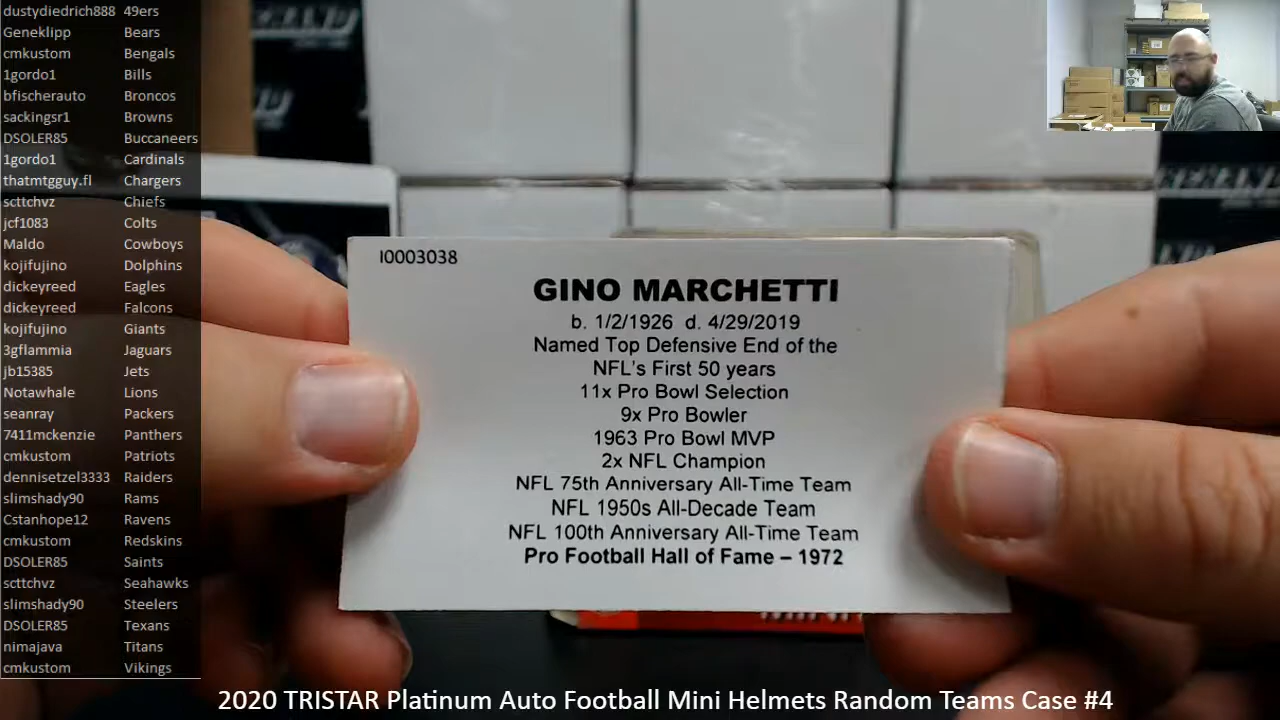 dustydiedrich888 49ers
Geneklipp Bears
cmkustom Bengals
1gordo1 Bills
bfischerauto Broncos
sackingsr1 Browns
DSOLER85 Buccaneers
1gordo1 Cardinals
thatmtgguy.fl Chargers
scttchvz Chiefs
jcf1083 Colts
Maldo Cowboys
kojifujino Dolphins
dickeyreed Eagles
dickeyreed Falcons
kojifujino Giants
3gflammia Jaguars
jb15385 Jets
Notawhale Lions
seanray Packers
7411mckenzie Panthers
cmkustom Patriots
dennisetzel3333 Raiders
slimshady90 Rams
Cstanhope12 Ravens
cmkustom Redskins
DSOLER85 Saints
scttchvz Seahawks
slimshady90 Steelers
DSOLER85 Texans
nimajava Titans
cmkustom Vikings
I0003038
GINO MARCHETTI
b. 1/2/1926 d. 4/29/2019
Named Top Defensive End of the
NFL's First 50 years
11x Pro Bowl Selection
9x Pro Bowler
1963 Pro Bowl MVP
2x NFL Champion
NFL 75th Anniversary All-Time Team
NFL 1950s All-Decade Team
NFL 100th Anniversary All-Time Team
Pro Football Hall of Fame – 1972
2020 TRISTAR Platinum Auto Football Mini Helmets Random Teams Case #4